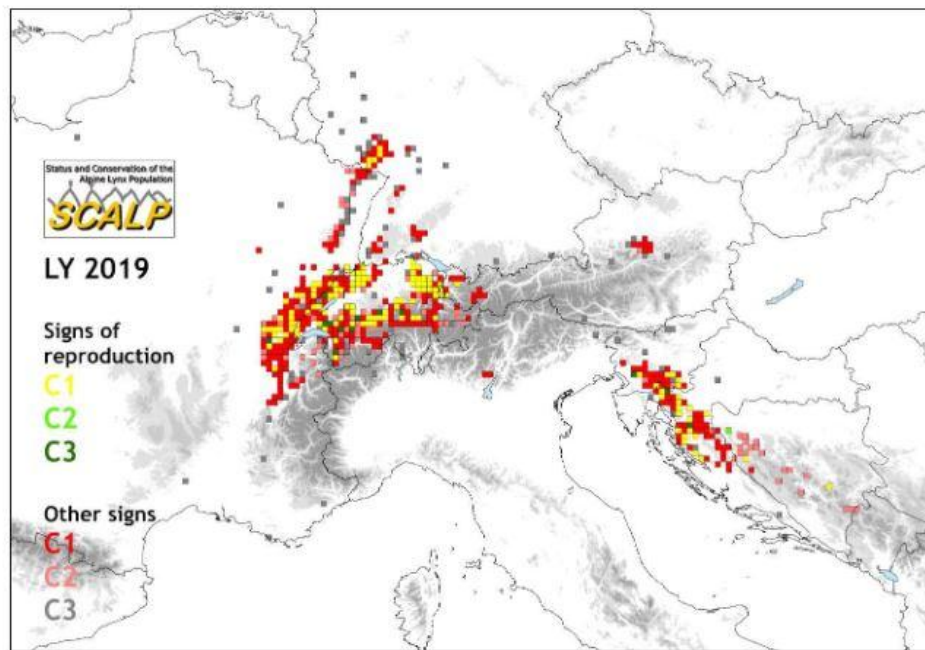 Status and Conservation of the
Alpine Lynx Population
SCALP
LY 2019
Signs of
reproduction
C1
C2
C3
Other signs
C1
C2
C3